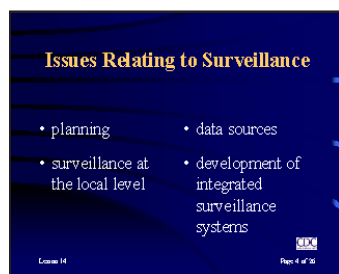 Issues Relating to Surveillance
• planning
• surveillance at
the local level
• data sources
• development of
integrated
surveillance
systems
CDC
Lesson 14
Page 4 of 26